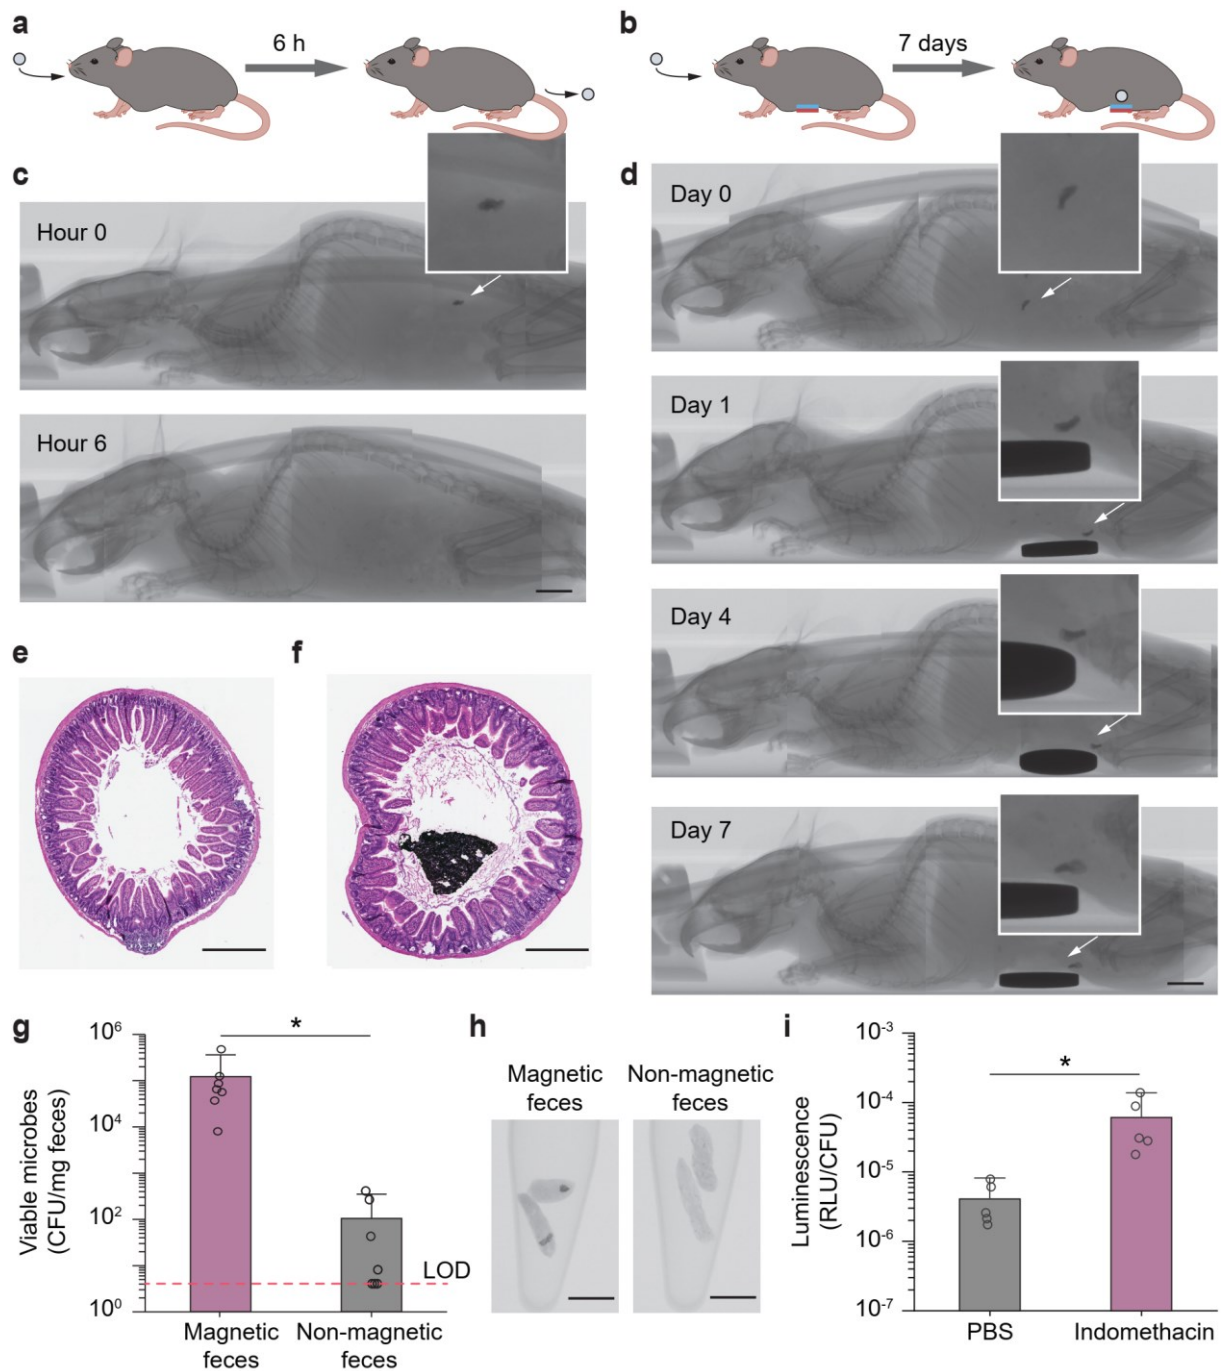 a
6 h
b
7 days
c
Hour 0
Hour 6
d
Day 0
Day 1
Day 4
Day 7
e
f
g
Viable microbes
(CFU/mg feces)
10⁶
10⁴
10²
10⁰
*
LOD
Magnetic
feces
Non-magnetic
feces
h
Magnetic
feces
Non-magnetic
feces
i
Luminescence
(RLU/CFU)
10⁻³
10⁻⁴
10⁻⁵
10⁻⁶
10⁻⁷
*
PBS
Indomethacin